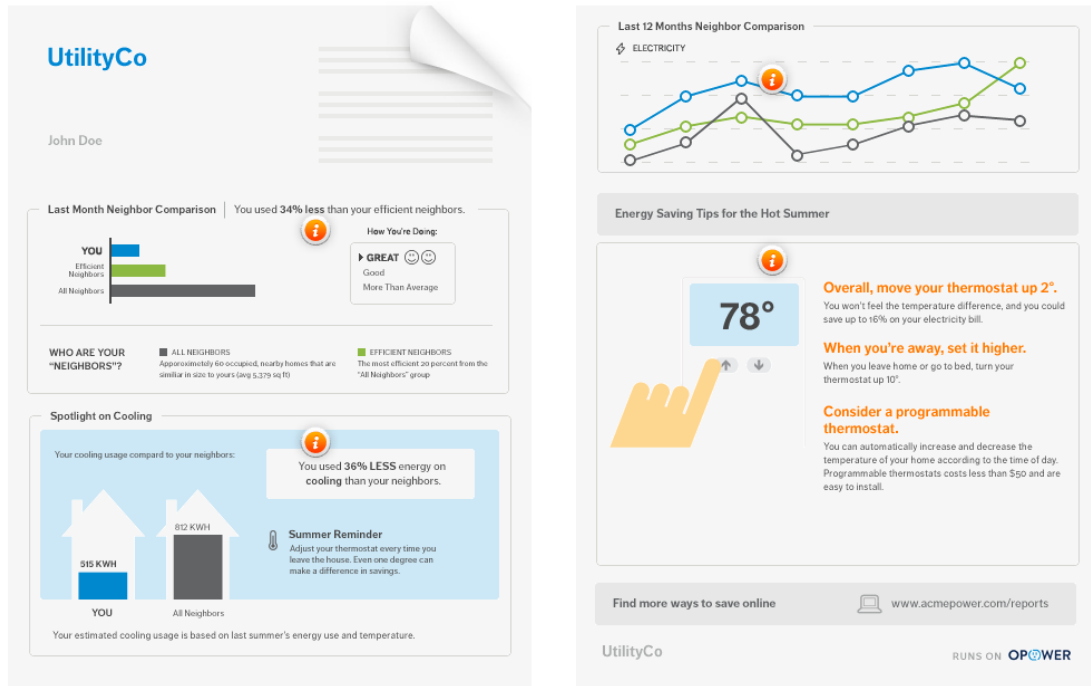 UtilityCo
John Doe
Last Month Neighbor Comparison | You used 34% less than your efficient neighbors.
How You're Doing:
YOU
Efficient
Neighbors
All Neighbors
GREAT
Good
More Than Average
WHO ARE YOUR
"NEIGHBORS"?
ALL NEIGHBORS
Apporoximately 60 occupied, nearby homes that are
similiar in size to yours (avg 5,379 sq ft)
EFFICIENT NEIGHBORS
The most efficient 20 percent from the
"All Neighbors" group
Spotlight on Cooling
Your cooling usage compard to your neighbors:
You used 36% LESS energy on
cooling than your neighbors.
812 KWH
515 KWH
YOU
All Neighbors
Summer Reminder
Adjust your thermostat every time you
leave the house. Even one degree can
make a difference in savings.
Your estimated cooling usage is based on last summer's energy use and temperature.
Last 12 Months Neighbor Comparison
ELECTRICITY
Energy Saving Tips for the Hot Summer
78°
Overall, move your thermostat up 2°.
You won't feel the temperature difference, and you could
save up to 16% on your electricity bill.
When you're away, set it higher.
When you leave home or go to bed, turn your
thermostat up 10°.
Consider a programmable
thermostat.
You can automatically increase and decrease the
temperature of your home according to the time of day.
Programmable thermostats costs less than $50 and are
easy to install.
Find more ways to save online
www.acmepower.com/reports
UtilityCo
RUNS ON OPOWER